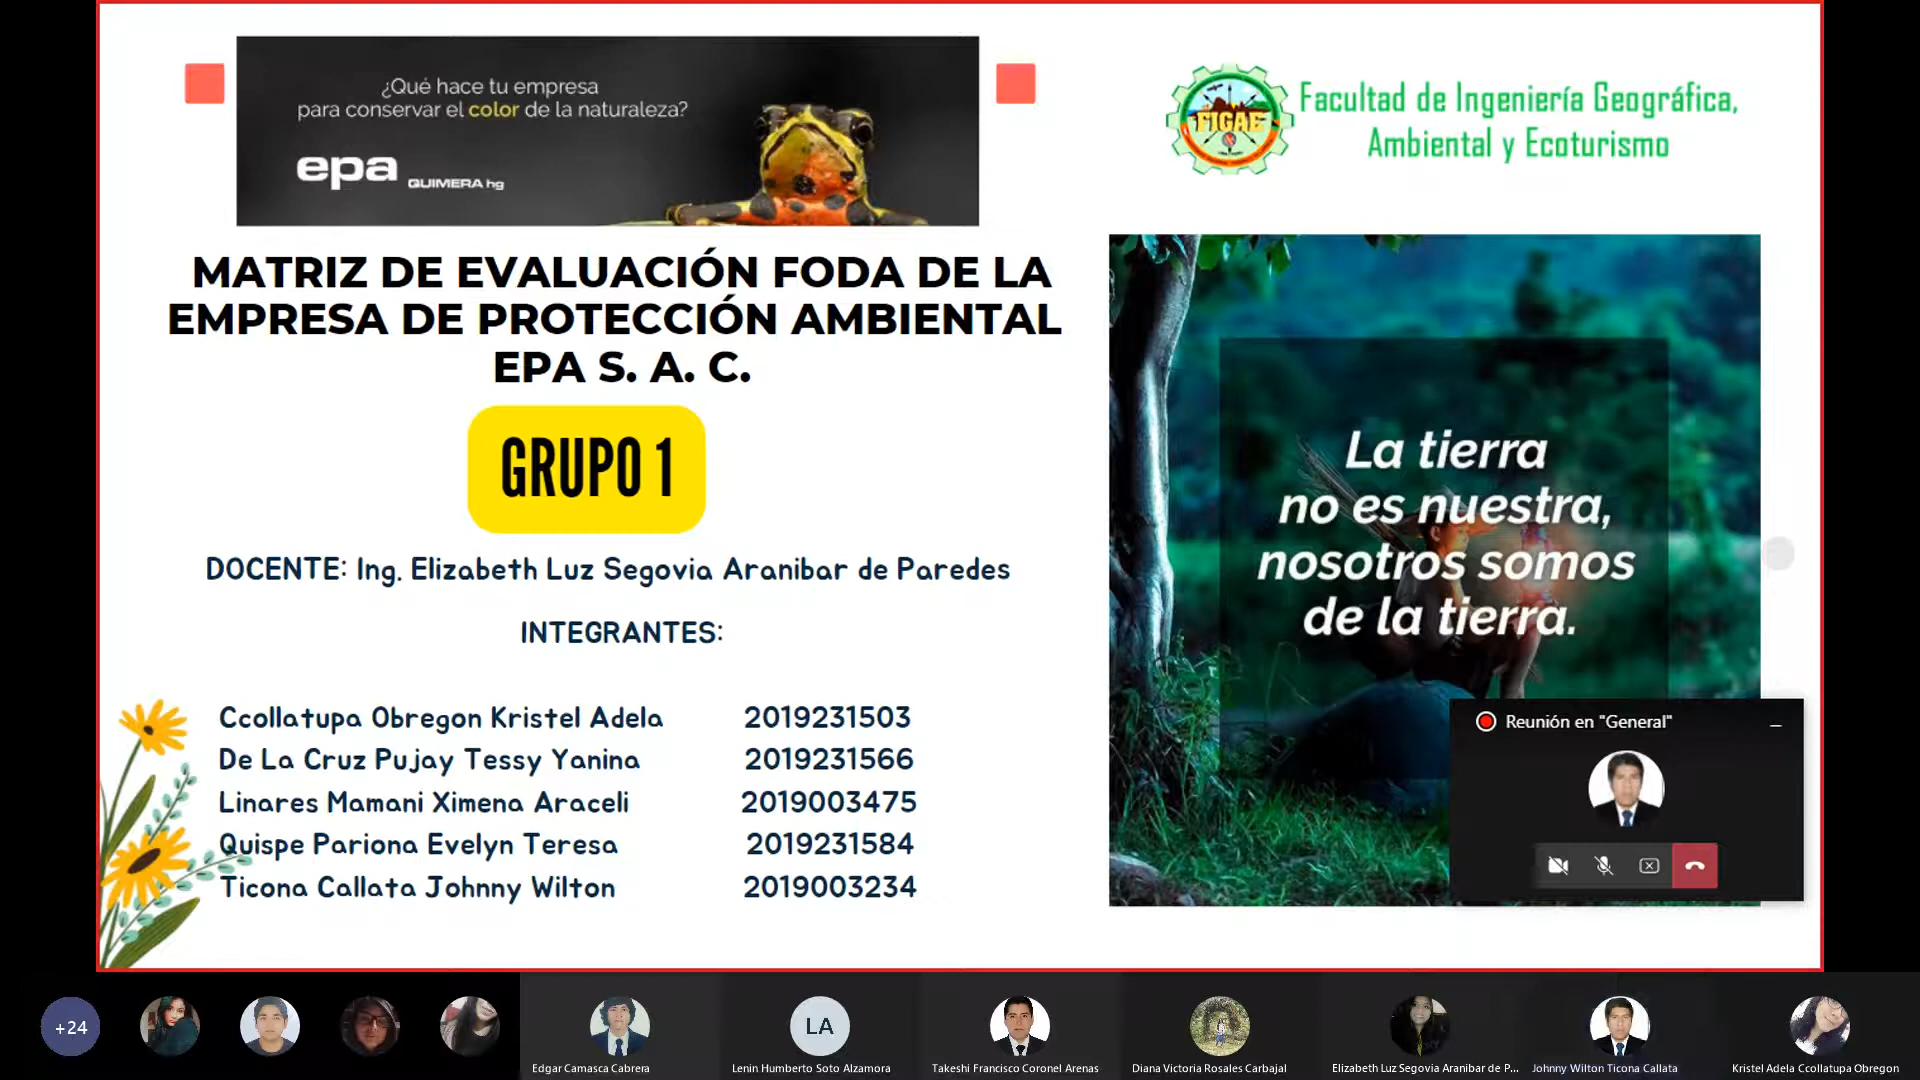 ¿Qué hace tu empresa
para conservar el color de la naturaleza?
epa QUIMERA hg
FIGAE
Facultad de Ingeniería Geográfica,
Ambiental y Ecoturismo
MATRIZ DE EVALUACIÓN FODA DE LA
EMPRESA DE PROTECCIÓN AMBIENTAL
EPA S. A. C.
GRUPO 1
DOCENTE: Ing. Elizabeth Luz Segovia Aranibar de Paredes
INTEGRANTES:
Ccollatupa Obregon Kristel Adela 2019231503
De La Cruz Pujay Tessy Yanina 2019231566
Linares Mamani Ximena Araceli 2019003475
Quispe Pariona Evelyn Teresa 2019231584
Ticona Callata Johnny Wilton 2019003234
La tierra
no es nuestra,
nosotros somos
de la tierra.
Reunión en "General"
+24
LA
Edgar Camasca Cabrera
Lenin Humberto Soto Alzamora
Takeshi Francisco Coronel Arenas
Diana Victoria Rosales Carbajal
Elizabeth Luz Segovia Aranibar de P...
Johnny Wilton Ticona Callata
Kristel Adela Ccollatupa Obregon